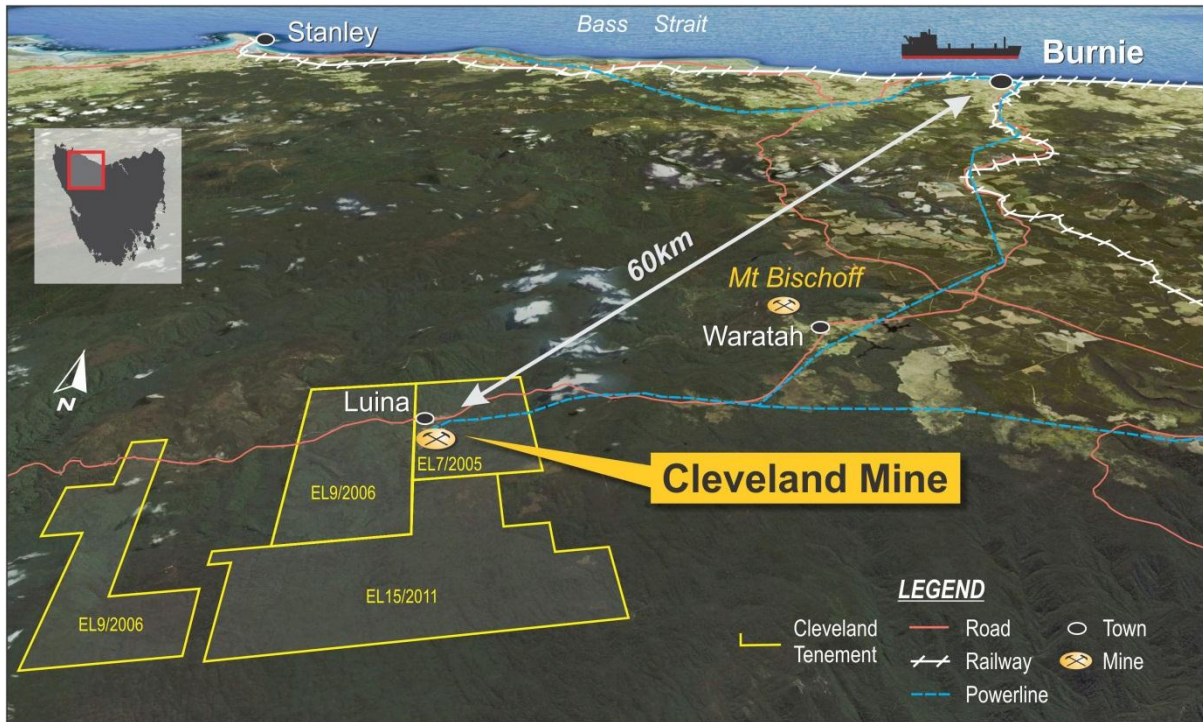 Bass Strait
Stanley
Burnie
60km
Mt Bischoff
Waratah
N
Luina
EL7/2005
EL9/2006
Cleveland Mine
EL15/2011
EL9/2006
LEGEND
Cleveland
Tenement
Road
Railway
Powerline
Town
Mine